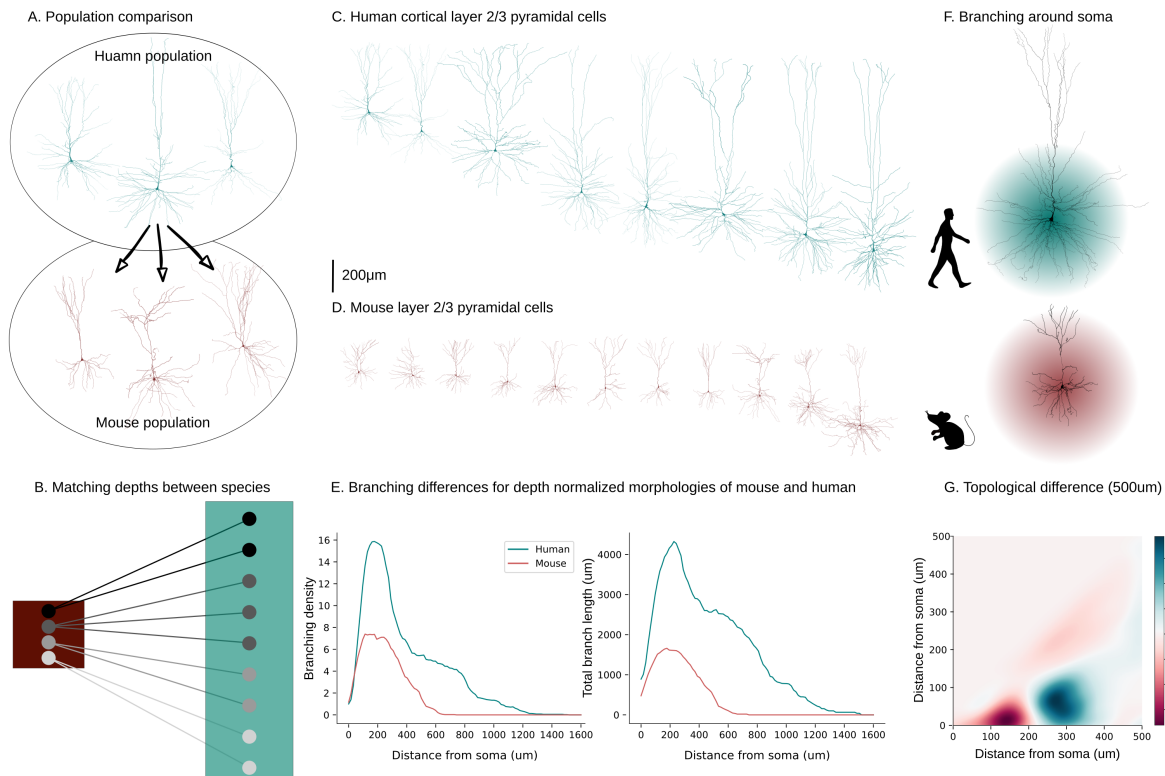 A. Population comparison
Huamn population
Mouse population
B. Matching depths between species
C. Human cortical layer 2/3 pyramidal cells
200µm
D. Mouse layer 2/3 pyramidal cells
E. Branching differences for depth normalized morphologies of mouse and human
Branching density
16
14
12
10
8
6
4
2
0
0 200 400 600 800 1000 1200 1400 1600
Distance from soma (um)
Human
Mouse
Total branch length (um)
4000
3000
2000
1000
0
0 200 400 600 800 1000 1200 1400 1600
Distance from soma (um)
F. Branching around soma
G. Topological difference (500um)
Distance from soma (um)
500
400
300
200
100
0
0 100 200 300 400 500
Distance from soma (um)